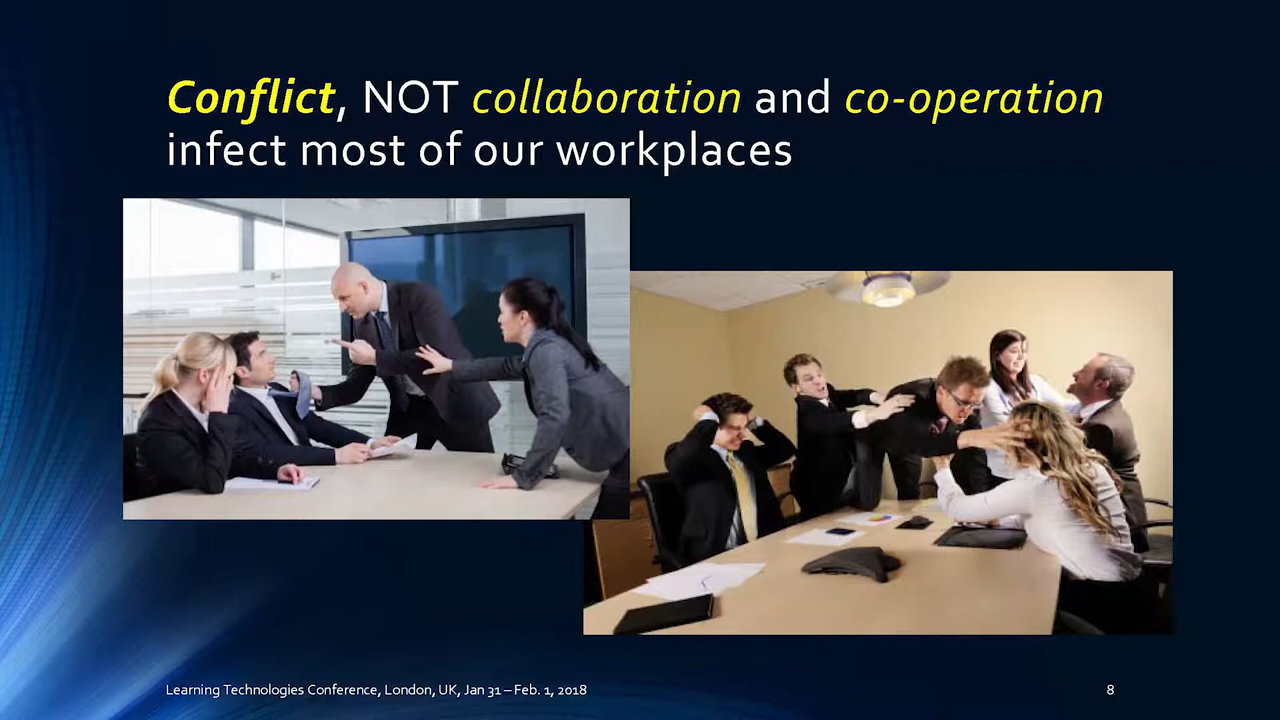 Conflict, NOT collaboration and co-operation
infect most of our workplaces
Learning Technologies Conference, London, UK, Jan 31 – Feb. 1, 2018
8